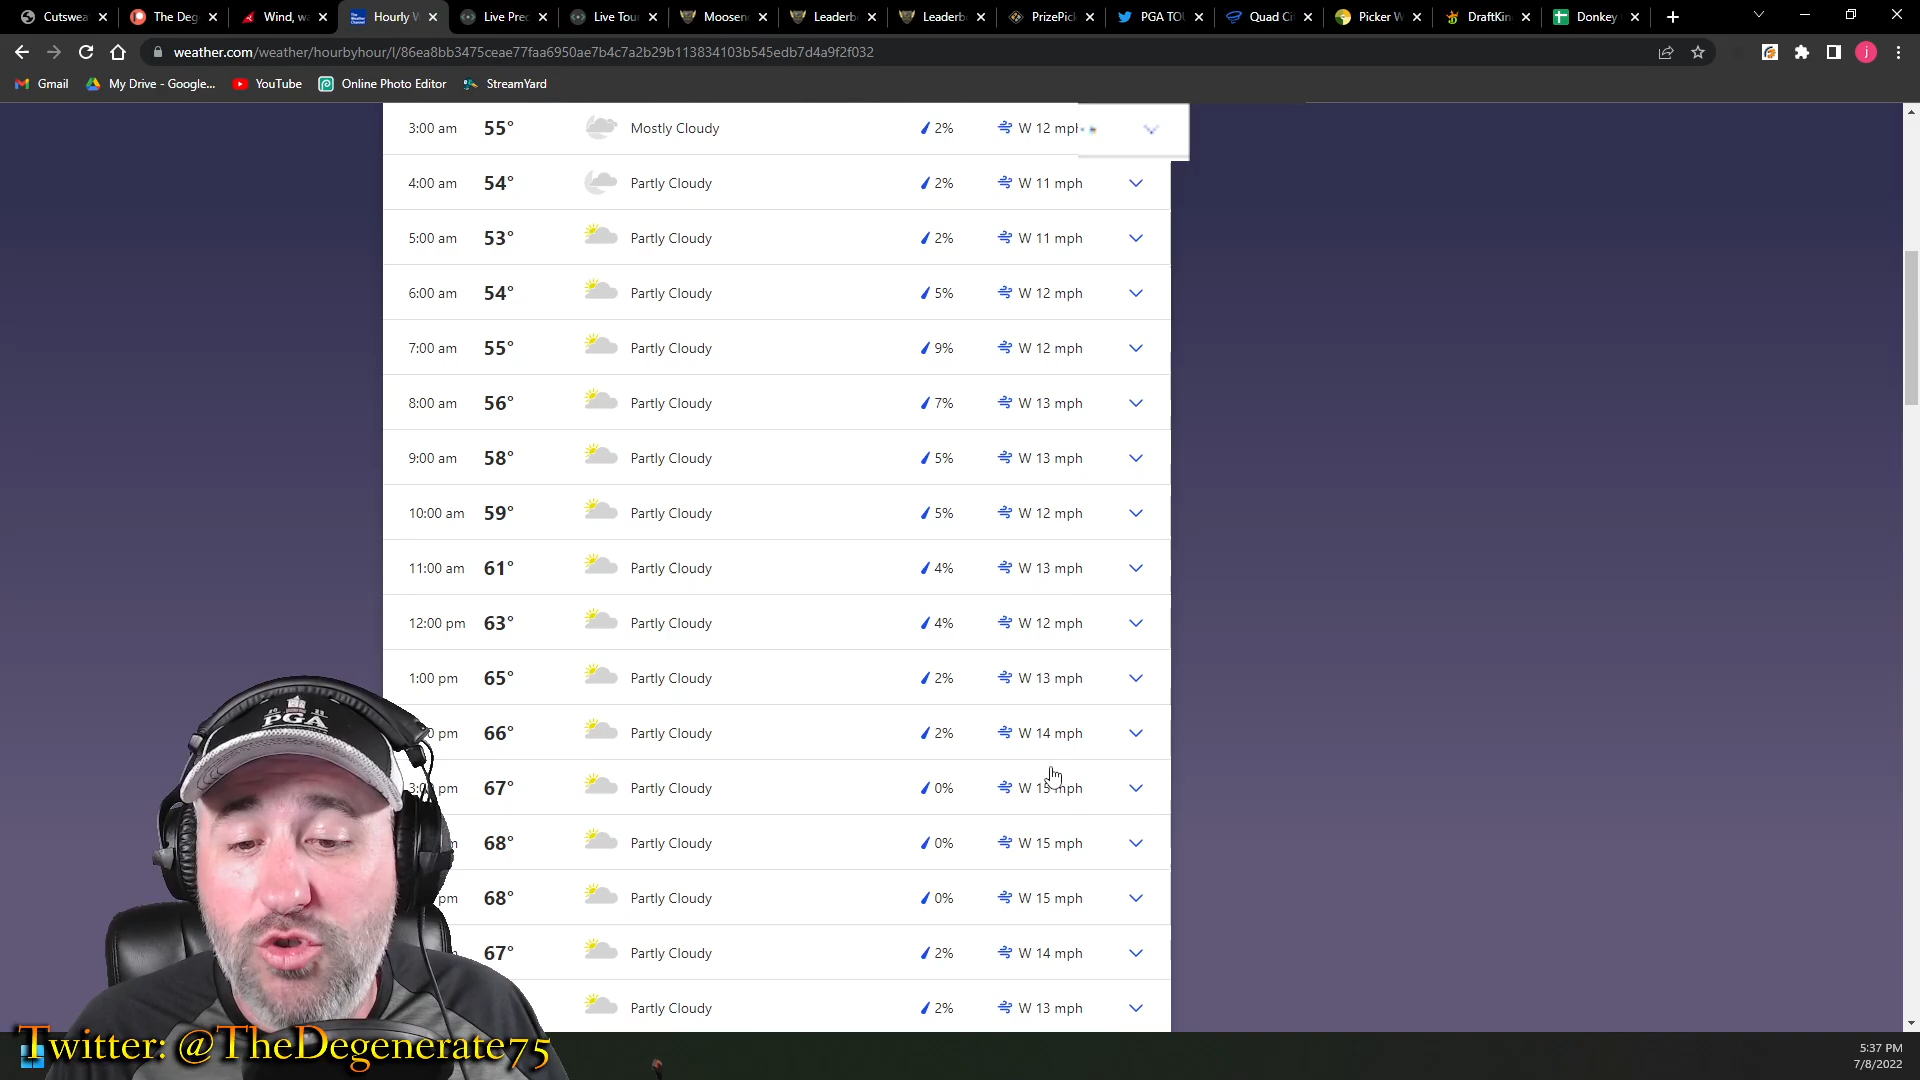 Cutswea
The Deg
Wind, wa
Hourly W
Live Prec
Live Tour
Moosen
Leaderb
Leaderb
PrizePick
PGA TOU
Quad Cit
Picker W
DraftKin
Donkey
weather.com/weather/hourbyhour/l/86ea8bb3475ceae77faa6950ae7b4c7a2b29b113834103b545edb7d4a9f2f032
Gmail
My Drive - Google...
YouTube
Online Photo Editor
StreamYard
3:00 am 55° Mostly Cloudy 2% W 12 mph
4:00 am 54° Partly Cloudy 2% W 11 mph
5:00 am 53° Partly Cloudy 2% W 11 mph
6:00 am 54° Partly Cloudy 5% W 12 mph
7:00 am 55° Partly Cloudy 9% W 12 mph
8:00 am 56° Partly Cloudy 7% W 13 mph
9:00 am 58° Partly Cloudy 5% W 13 mph
10:00 am 59° Partly Cloudy 5% W 12 mph
11:00 am 61° Partly Cloudy 4% W 13 mph
12:00 pm 63° Partly Cloudy 4% W 12 mph
1:00 pm 65° Partly Cloudy 2% W 13 mph
pm 66° Partly Cloudy 2% W 14 mph
3:00 pm 67° Partly Cloudy 0% W 15 mph
68° Partly Cloudy 0% W 15 mph
pm 68° Partly Cloudy 0% W 15 mph
67° Partly Cloudy 2% W 14 mph
Partly Cloudy 2% W 13 mph
PGA
Twitter: @TheDegenerate75
5:37 PM
7/8/2022